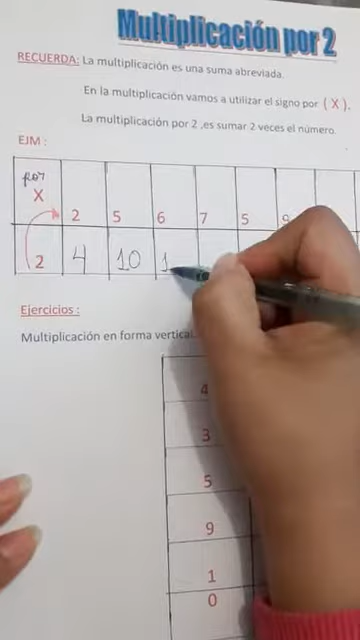 Multiplicación por 2
RECUERDA: La multiplicación es una suma abreviada.
En la multiplicación vamos a utilizar el signo por ( X ).
La multiplicación por 2 ,es sumar 2 veces el número.
EJM :
por
X 2 5 6 7 5
2 4 10 1
Ejercicios :
Multiplicación en forma vertical
4
3
5
9
1
0